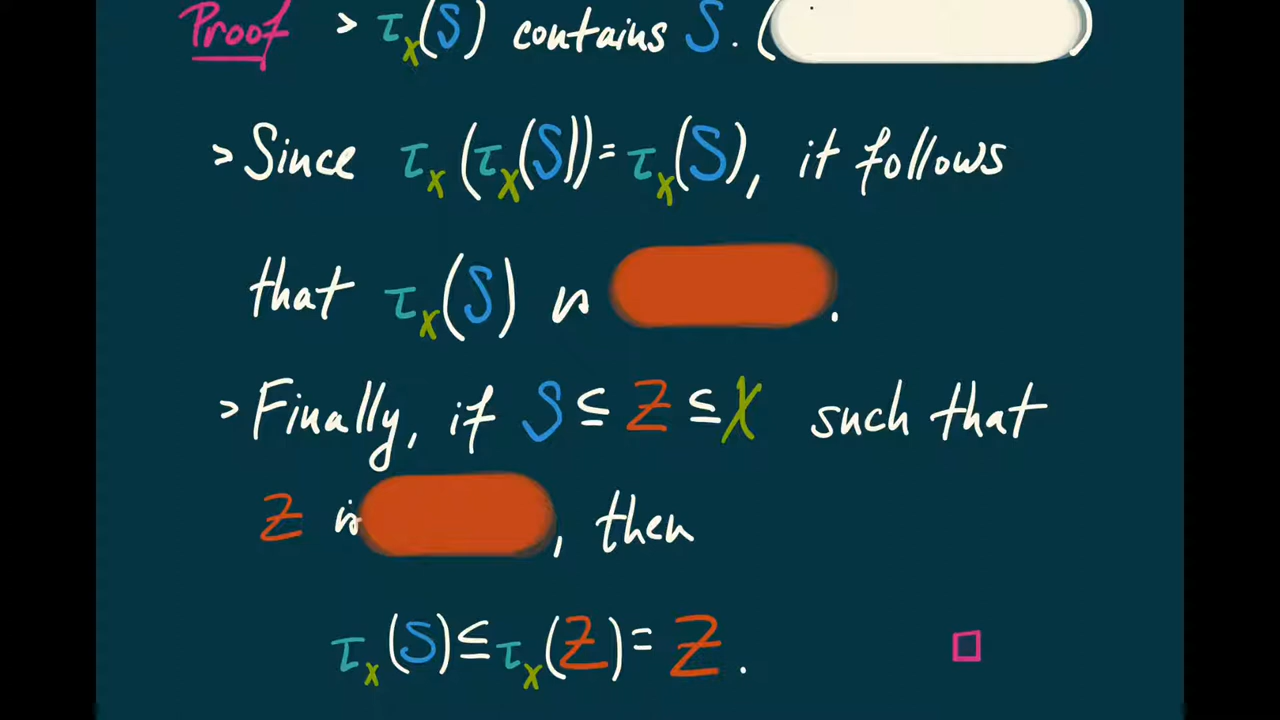 Proof > τₓ(S) contains S. ( )
> Since τₓ(τₓ(S)) = τₓ(S), it follows
that τₓ(S) is .
> Finally, if S ≤ Z ≤ X such that
Z is , then
τₓ(S) ≤ τₓ(Z) = Z. □